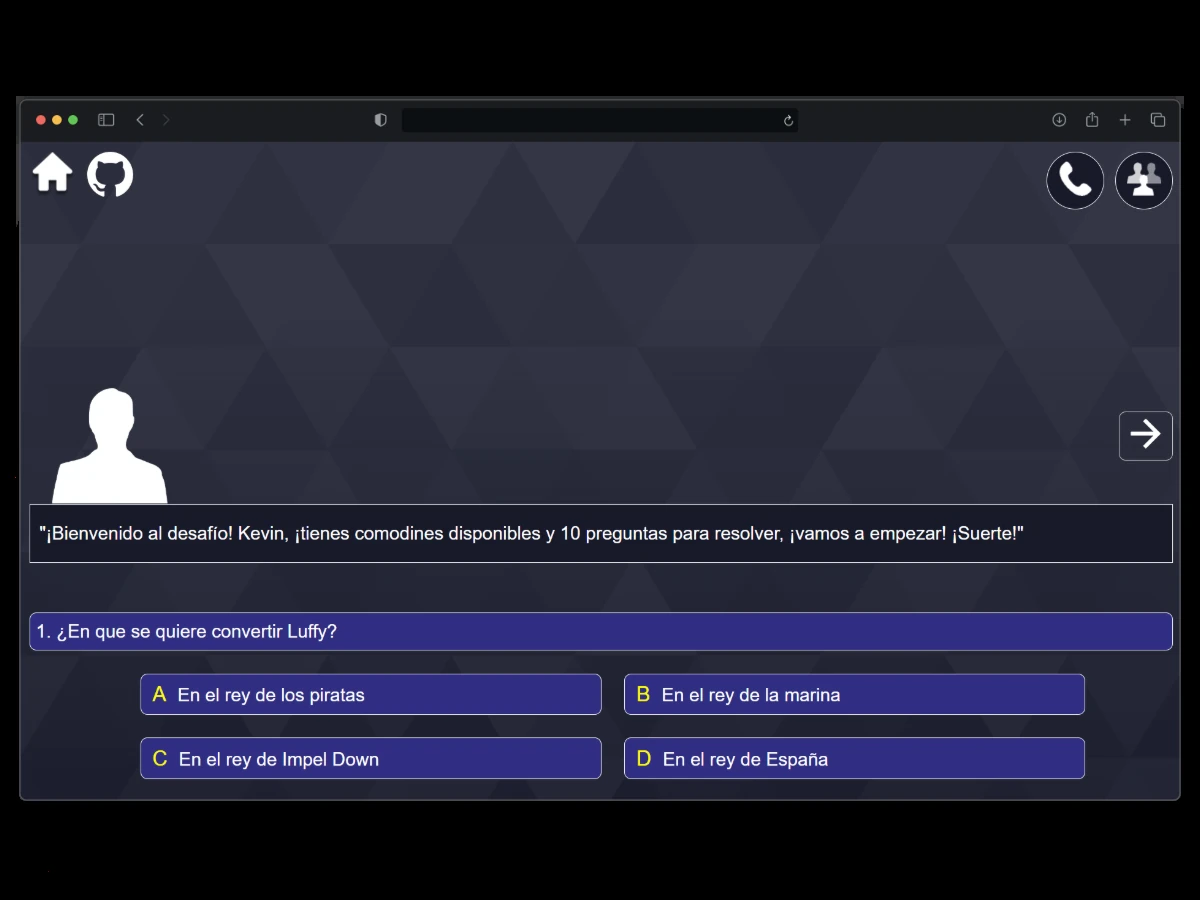 "¡Bienvenido al desafío! Kevin, ¡tienes comodines disponibles y 10 preguntas para resolver, ¡vamos a empezar! ¡Suerte!"
1. ¿En que se quiere convertir Luffy?
A En el rey de los piratas
B En el rey de la marina
C En el rey de Impel Down
D En el rey de España